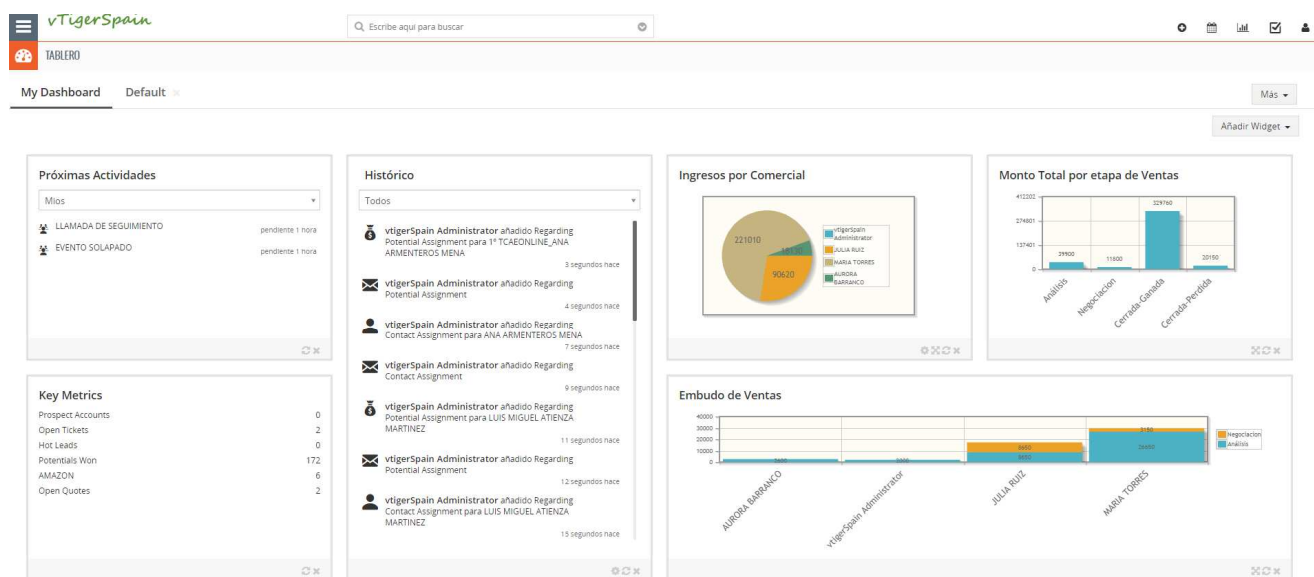 vTigerSpain
Escribe aqui para buscar
TABLERO
My Dashboard
Default
Más
Añadir Widget
Próximas Actividades
Mios
LLAMADA DE SEGUIMIENTO
pendiente 1 hora
EVENTO SOLAPADO
pendiente 1 hora
Key Metrics
Prospect Accounts 0
Open Tickets 2
Hot Leads 0
Potentials Won 172
AMAZON 6
Open Quotes 2
Histórico
Todos
vtigerSpain Administrator añadido Regarding
Potential Assignment para 1ª TCAEONLINE_ANA
ARMENTEROS MENA
3 segundos hace
vtigerSpain Administrator añadido Regarding
Potential Assignment
4 segundos hace
vtigerSpain Administrator añadido Regarding
Contact Assignment para ANA ARMENTEROS MENA
7 segundos hace
vtigerSpain Administrator añadido Regarding
Contact Assignment
9 segundos hace
vtigerSpain Administrator añadido Regarding
Potential Assignment para LUIS MIGUEL ATIENZA
MARTINEZ
11 segundos hace
vtigerSpain Administrator añadido Regarding
Potential Assignment
12 segundos hace
vtigerSpain Administrator añadido Regarding
Contact Assignment para LUIS MIGUEL ATIENZA
MARTINEZ
15 segundos hace
Ingresos por Comercial
221010
90620
vtigerSpain
Administrator
JULIA RUIZ
MARIA TORRES
AURORA
BARRANCO
Monto Total por etapa de Ventas
412202
274801
137401
0
39900
11800
329760
20150
Análisis
Negociacion
Cerrada-Ganada
Cerrada-Perdida
Embudo de Ventas
40000
30000
20000
10000
0
3150
Negociacion
Análisis
AURORA BARRANCO
vtigerSpain Administrator
JULIA RUIZ
MARIA TORRES